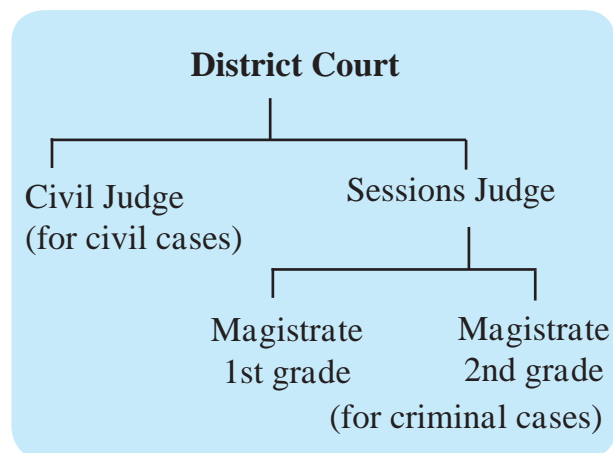 District Court
Civil Judge
(for civil cases)
Sessions Judge
Magistrate
1st grade
Magistrate
2nd grade
(for criminal cases)